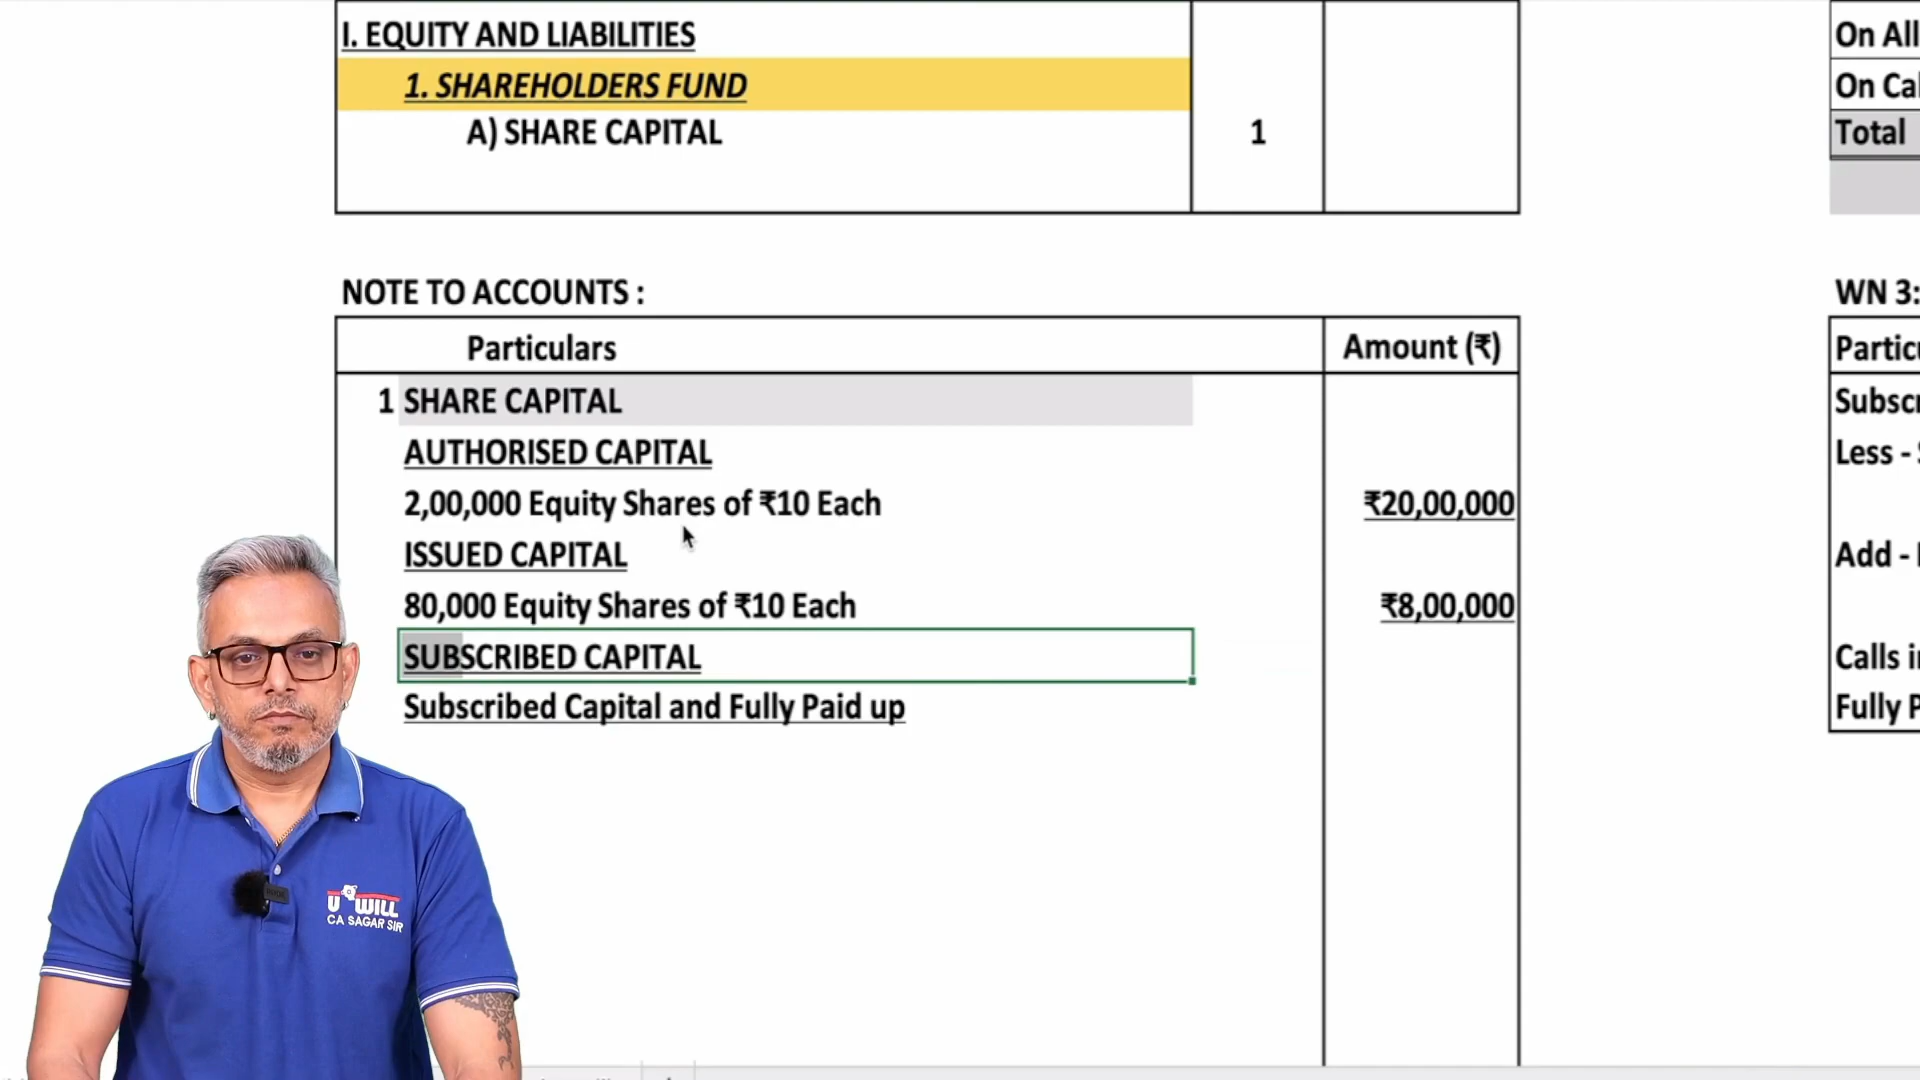 I. EQUITY AND LIABILITIES
1. SHAREHOLDERS FUND
A) SHARE CAPITAL 1
NOTE TO ACCOUNTS :
Particulars Amount (₹)
1 SHARE CAPITAL
AUTHORISED CAPITAL
2,00,000 Equity Shares of ₹10 Each ₹20,00,000
ISSUED CAPITAL
80,000 Equity Shares of ₹10 Each ₹8,00,000
SUBSCRIBED CAPITAL
Subscribed Capital and Fully Paid up
On
Total
WN 3:
Less -
Add -
Calls
Fully
U WILL
CA SAGAR SIR